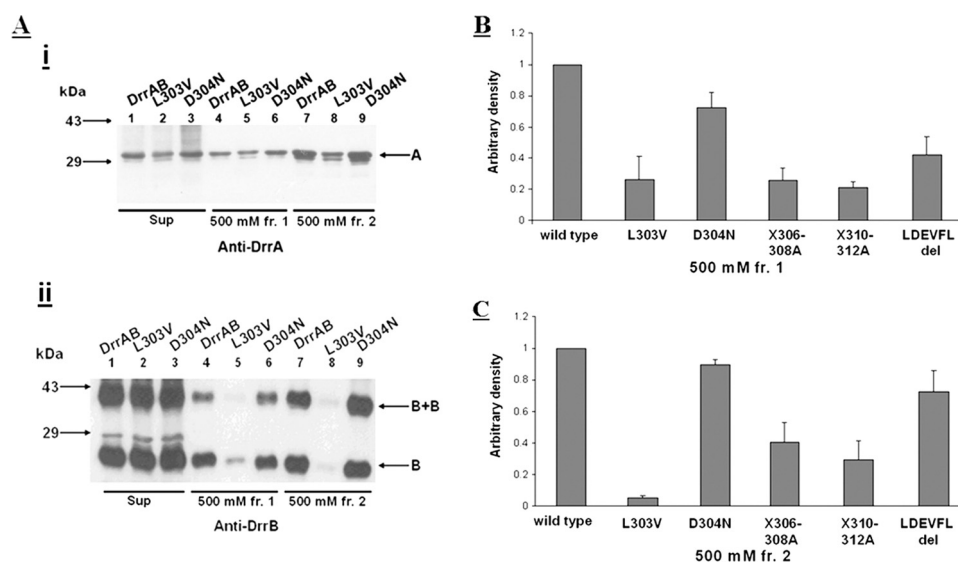 A
i
kDa
DrrAB L303V D304N DrrAB L303V D304N DrrAB L303V D304N
1 2 3 4 5 6 7 8 9
43
29
A
Sup 500 mM fr. 1 500 mM fr. 2
Anti-DrrA
ii
kDa
DrrAB L303V D304N DrrAB L303V D304N DrrAB L303V D304N
1 2 3 4 5 6 7 8 9
43
B+B
29
B
Sup 500 mM fr. 1 500 mM fr. 2
Anti-DrrB
B
Arbitrary density
1.2
1
0.8
0.6
0.4
0.2
0
wild type L303V D304N X306-308A X310-312A LDEVFL del
500 mM fr. 1
C
Arbitrary density
1.2
1
0.8
0.6
0.4
0.2
0
wild type L303V D304N X306-308A X310-312A LDEVFL del
500 mM fr. 2